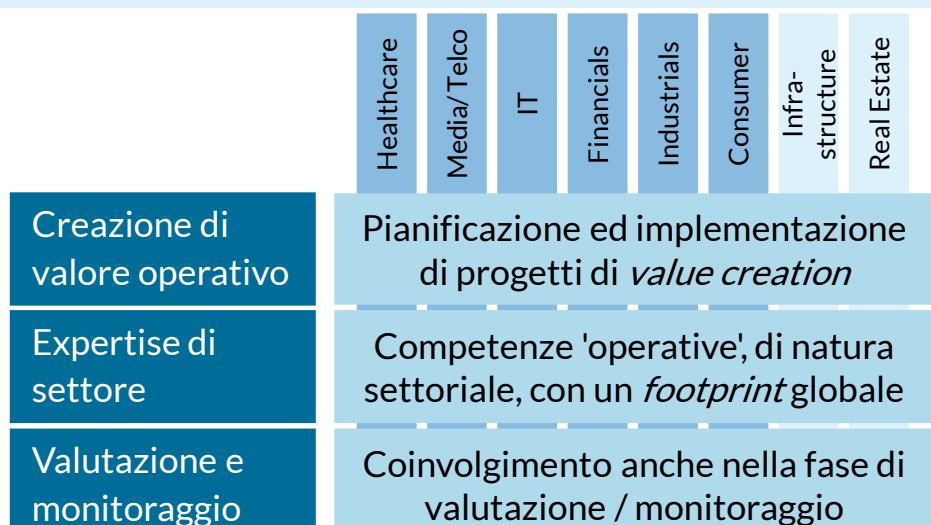 Healthcare
Media/Telco
IT
Financials
Industrials
Consumer
Infra-
structure
Real Estate
Creazione di
valore operativo
Pianificazione ed implementazione
di progetti di value creation
Expertise di
settore
Competenze 'operative', di natura
settoriale, con un footprint globale
Valutazione e
monitoraggio
Coinvolgimento anche nella fase di
valutazione / monitoraggio